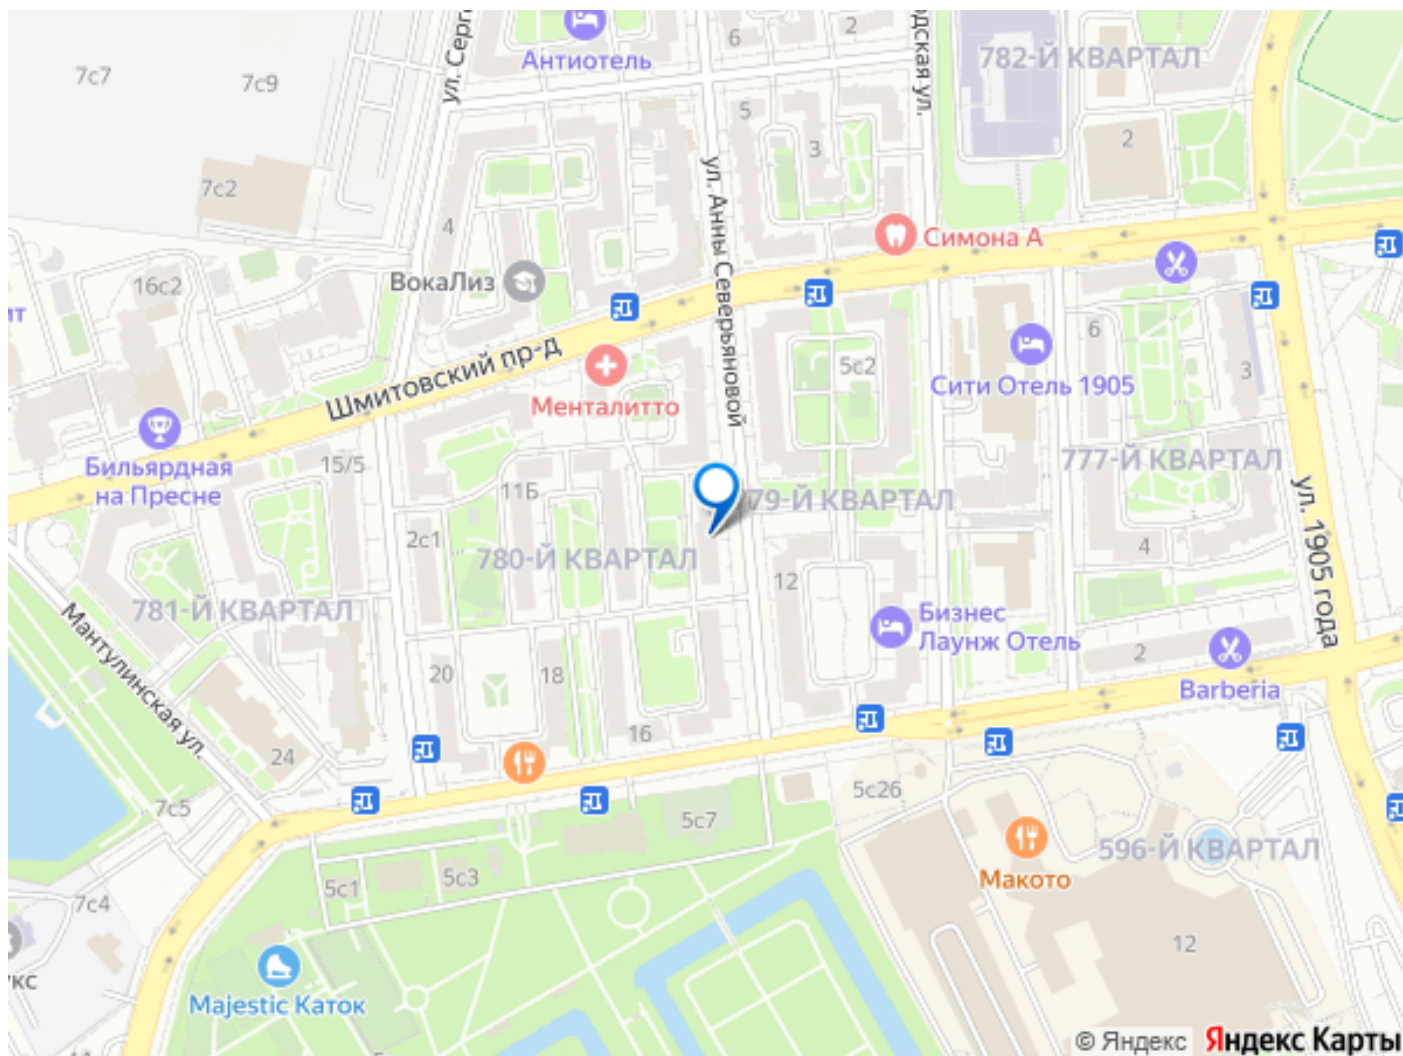 7с7
7с9
ул. Серг
Антиотель
6
2
дская ул.
782-Й КВАРТАЛ
5
3
2
7с2
4
ул. Анны Северьяновой
Симона А
ВокаЛиз
16с2
ит
Шмитовский пр-д
Менталитто
5с2
Сити Отель 1905
6
3
Бильярдная
на Пресне
15/5
11Б
79-Й КВАРТАЛ
777-Й КВАРТАЛ
ул. 1905 года
2с1
780-Й КВАРТАЛ
781-Й КВАРТАЛ
12
4
Бизнес
Лаунж Отель
Мантулинская ул.
20
18
16
2
Barberia
24
7с5
5с26
5с7
5с1
5с3
Макото
596-Й КВАРТАЛ
7с4
12
кс
Majestic Каток
© Яндекс
Яндекс Карты